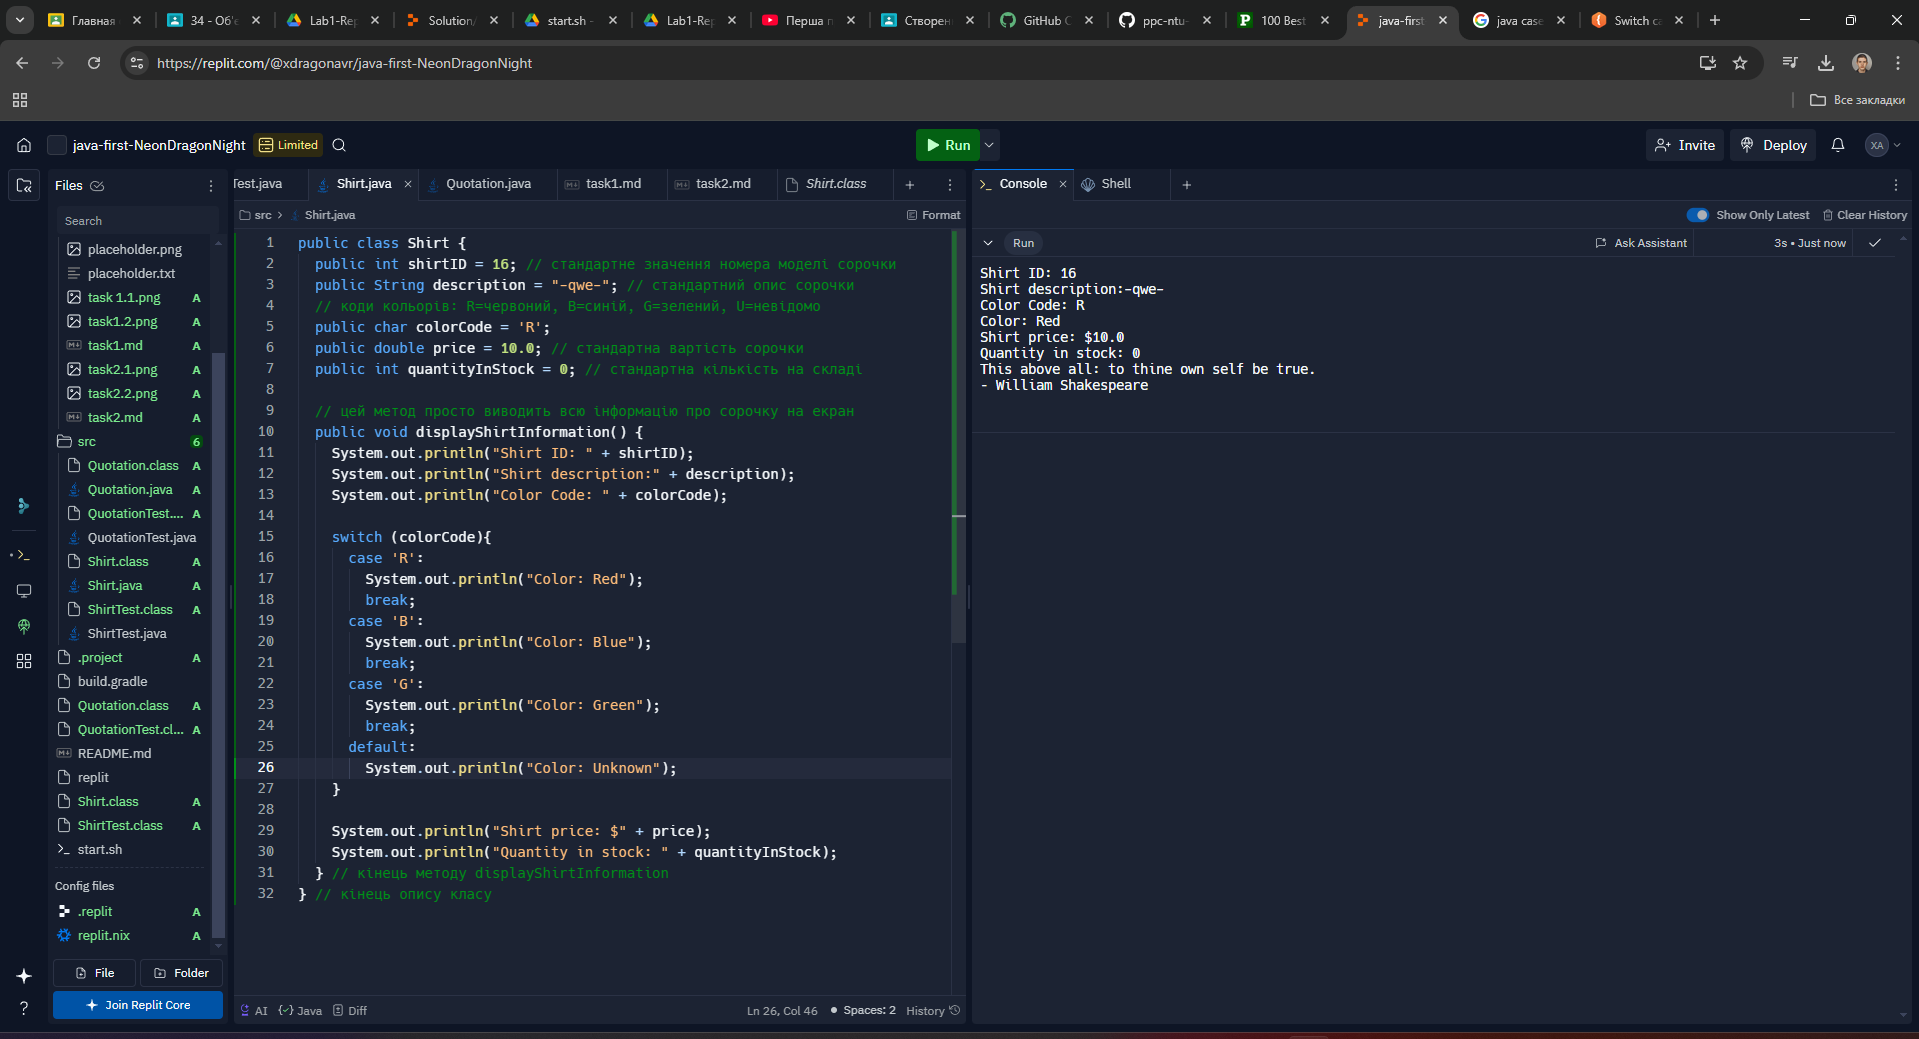 Главная
34 - Об'є
Lab1-Rep
Solution/
start.sh -
Lab1-Rep
Перша п
Створен
GitHub C
ppc-ntu-
100 Best
java-first
java case
Switch ca
https://replit.com/@xdragonavr/java-first-NeonDragonNight
Все закладки
java-first-NeonDragonNight
Limited
Run
Invite
Deploy
XA
Files
Search
placeholder.png
placeholder.txt
task 1.1.png A
task1.2.png A
task1.md A
task2.1.png A
task2.2.png A
task2.md A
src 6
Quotation.class A
Quotation.java A
QuotationTest.... A
QuotationTest.java
Shirt.class A
Shirt.java A
ShirtTest.class A
ShirtTest.java
.project A
build.gradle
Quotation.class A
QuotationTest.cl... A
README.md
replit
Shirt.class A
ShirtTest.class A
start.sh
Config files
.replit A
replit.nix A
File
Folder
Join Replit Core
Test.java
Shirt.java
Quotation.java
task1.md
task2.md
Shirt.class
src > Shirt.java
Format
1 public class Shirt {
2 public int shirtID = 16; // стандартне значення номера моделі сорочки
3 public String description = "-qwe-"; // стандартний опис сорочки
4 // коди кольорів: R=червоний, B=синій, G=зелений, U=невідомо
5 public char colorCode = 'R';
6 public double price = 10.0; // стандартна вартість сорочки
7 public int quantityInStock = 0; // стандартна кількість на складі
8
9 // цей метод просто виводить всю інформацію про сорочку на екран
10 public void displayShirtInformation() {
11 System.out.println("Shirt ID: " + shirtID);
12 System.out.println("Shirt description:" + description);
13 System.out.println("Color Code: " + colorCode);
14
15 switch (colorCode){
16 case 'R':
17 System.out.println("Color: Red");
18 break;
19 case 'B':
20 System.out.println("Color: Blue");
21 break;
22 case 'G':
23 System.out.println("Color: Green");
24 break;
25 default:
26 System.out.println("Color: Unknown");
27 }
28
29 System.out.println("Shirt price: $" + price);
30 System.out.println("Quantity in stock: " + quantityInStock);
31 } // кінець методу displayShirtInformation
32 } // кінець опису класу
AI
Java
Diff
Ln 26, Col 46
Spaces: 2
History
Console
Shell
Show Only Latest
Clear History
Run
Ask Assistant
3s • Just now
Shirt ID: 16
Shirt description:-qwe-
Color Code: R
Color: Red
Shirt price: $10.0
Quantity in stock: 0
This above all: to thine own self be true.
- William Shakespeare